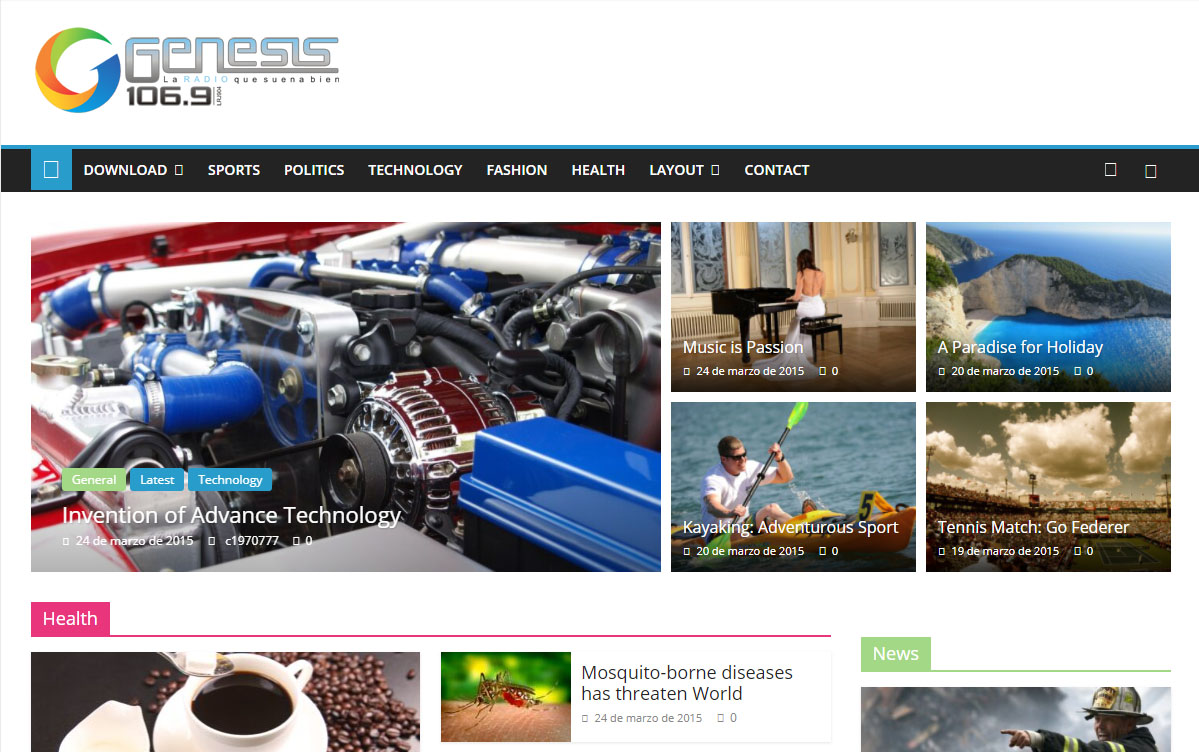 GENESIS
La RADIO que suena bien
106.9
DOWNLOAD SPORTS POLITICS TECHNOLOGY FASHION HEALTH LAYOUT CONTACT
General Latest Technology
Invention of Advance Technology
24 de marzo de 2015 c1970777 0
Music is Passion
24 de marzo de 2015 0
A Paradise for Holiday
20 de marzo de 2015 0
5
Kayaking: Adventurous Sport
20 de marzo de 2015 0
Tennis Match: Go Federer
19 de marzo de 2015 0
Health
Mosquito-borne diseases
has threaten World
24 de marzo de 2015 0
News